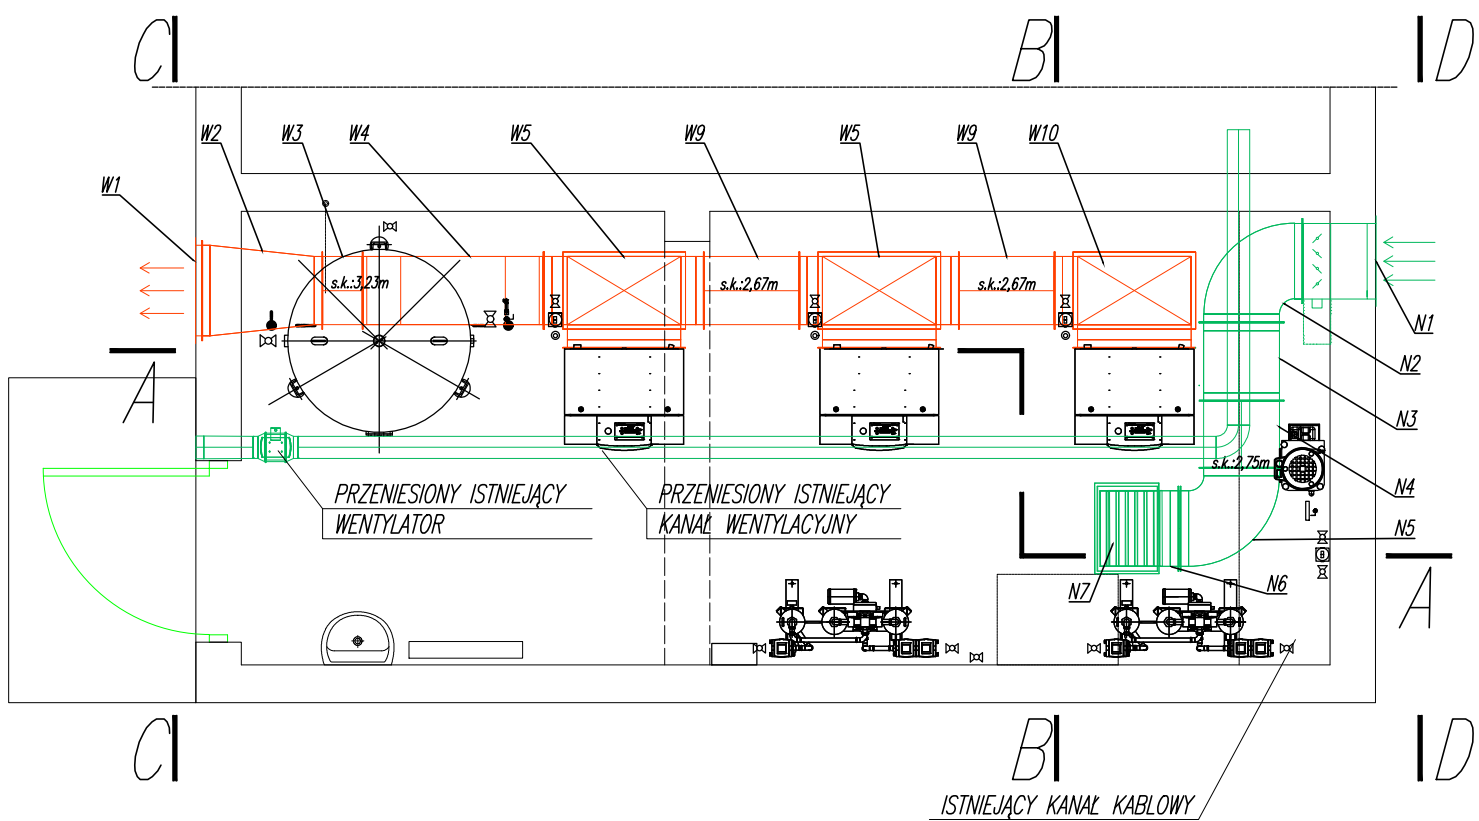 C B D
W2 W3 W4 W5 W9 W5 W9 W10
W1
s.k.:3,23m s.k.:2,67m s.k.:2,67m
N1
N2
A A
N3
s.k.:2,75m
PRZENIESIONY ISTNIEJĄCY
WENTYLATOR
PRZENIESIONY ISTNIEJĄCY
KANAŁ WENTYLACYJNY
N4
N5
N6
N7
C B D
ISTNIEJĄCY KANAŁ KABLOWY